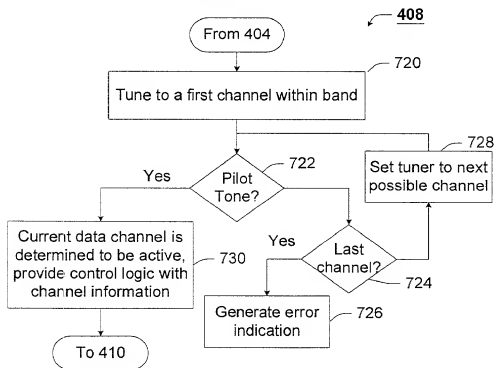 408
From 404
720
Tune to a first channel within band
728
722
Yes
Pilot
Tone?
Set tuner to next
possible channel
Current data channel is
determined to be active,
provide control logic with
channel information
730
Yes
Last
channel?
724
Generate error
indication
726
To 410